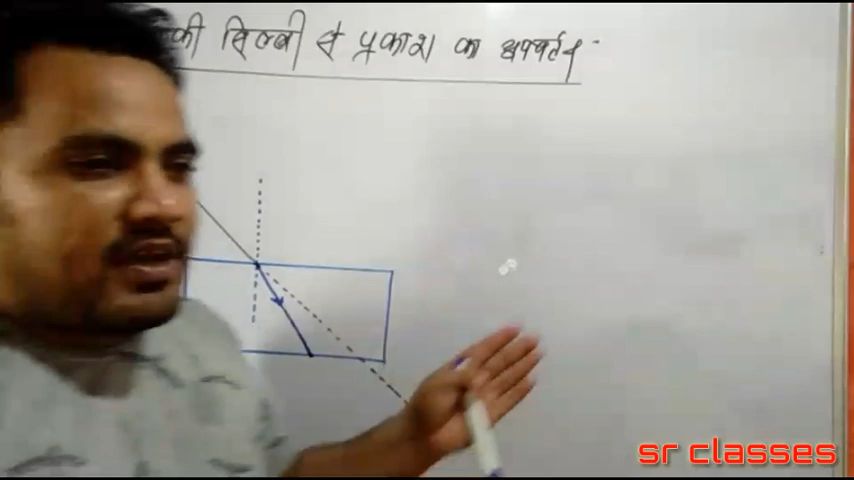 की सिल्ली से प्रकाश का अपवर्तन
sr classes